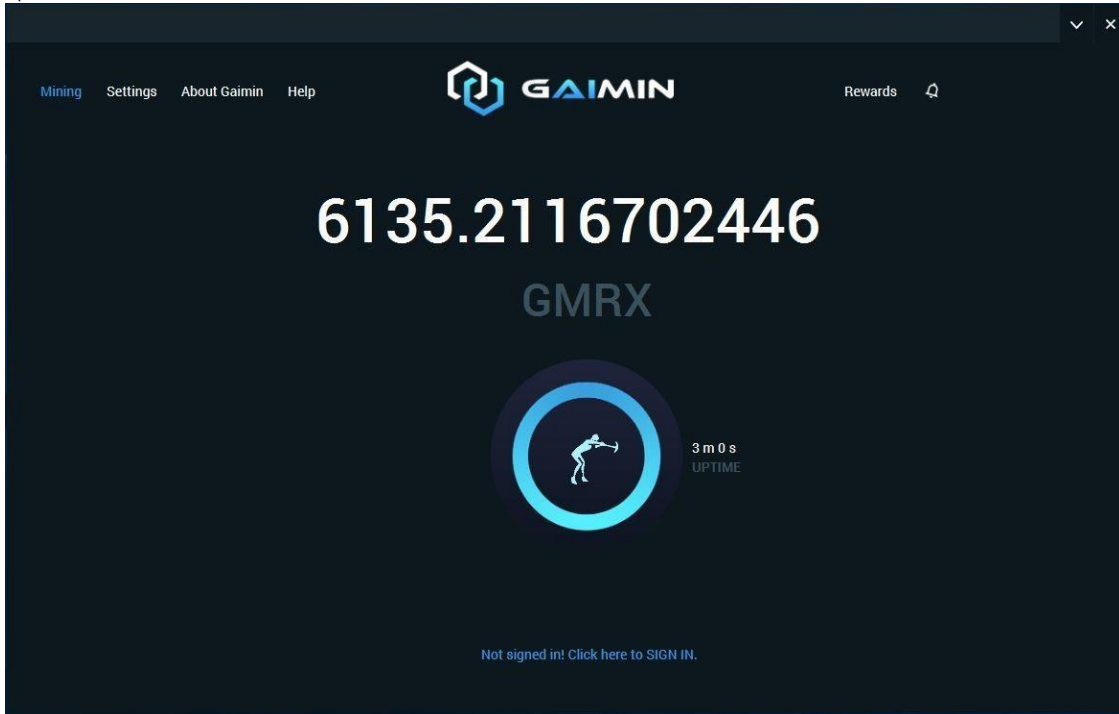 Mining Settings About Gaimin Help GAIMIN Rewards
6135.2116702446
GMRX
3 m 0 s
UPTIME
Not signed in! Click here to SIGN IN.